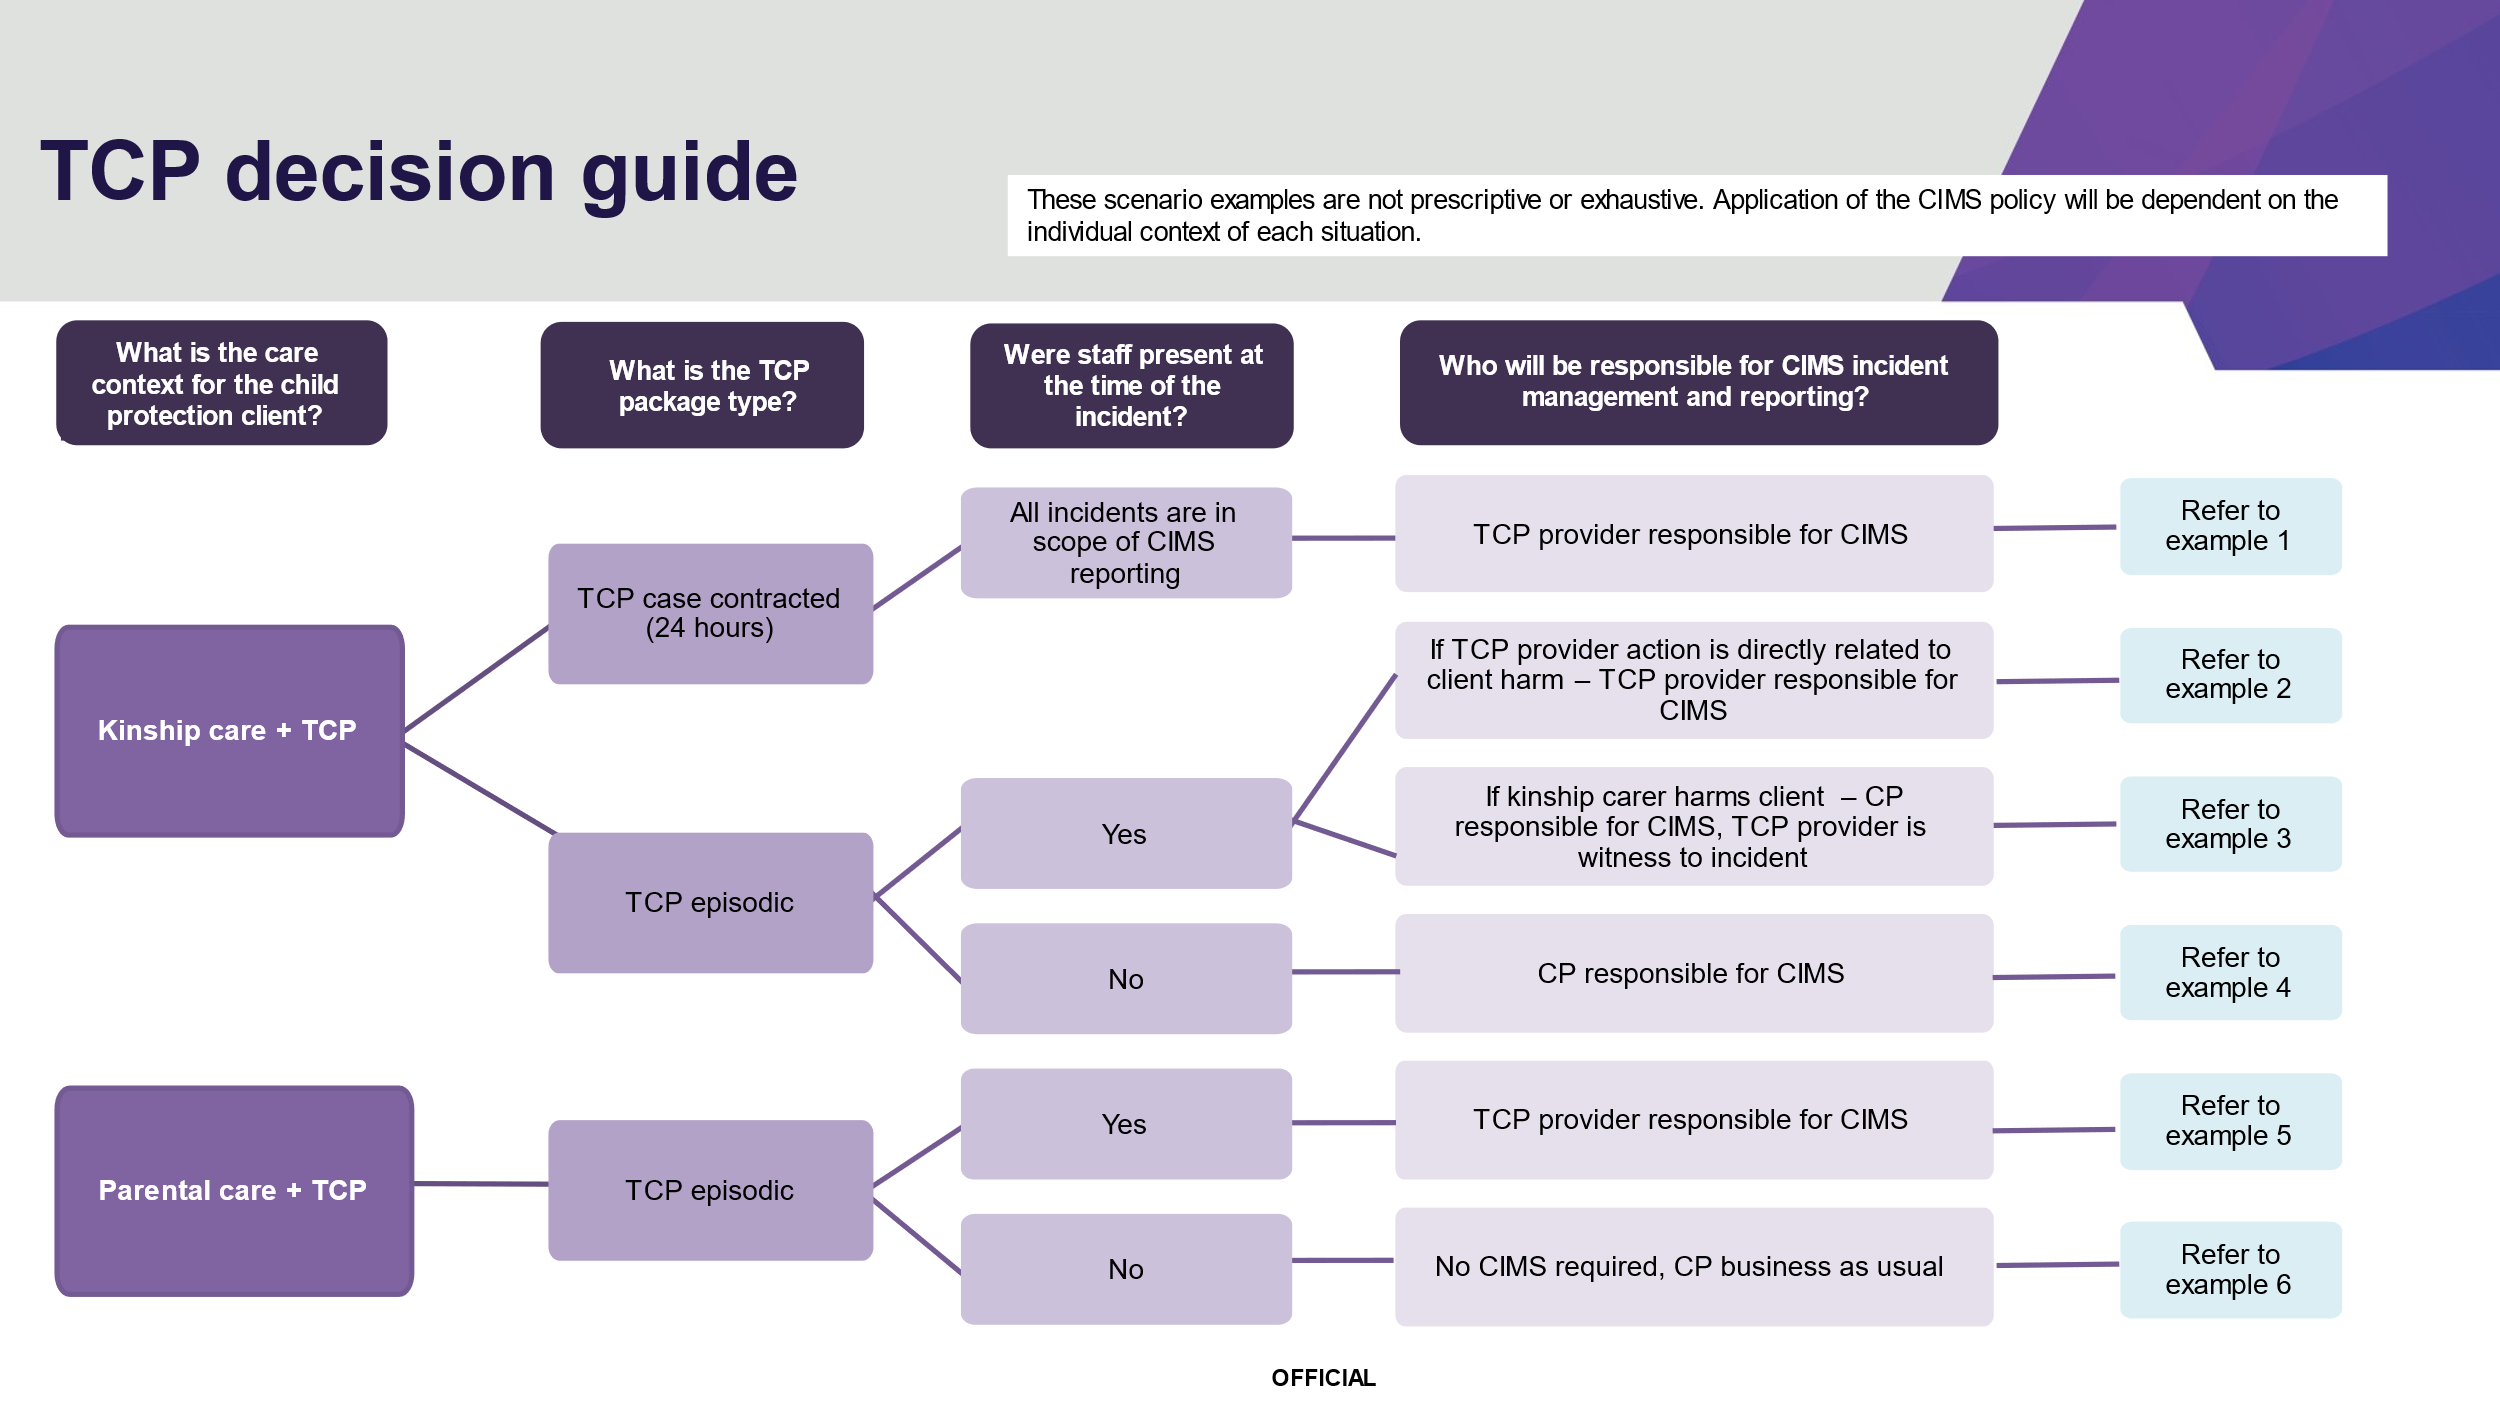 TCP decision guide
These scenario examples are not prescriptive or exhaustive. Application of the CIMS policy will be dependent on the
individual context of each situation.
What is the care
context for the child
protection client?
What is the TCP
package type?
Were staff present at
the time of the
incident?
Who will be responsible for CIMS incident
management and reporting?
Kinship care + TCP
TCP case contracted
(24 hours)
All incidents are in
scope of CIMS
reporting
TCP provider responsible for CIMS
Refer to
example 1
If TCP provider action is directly related to
client harm – TCP provider responsible for
CIMS
Refer to
example 2
TCP episodic
Yes
If kinship carer harms client  – CP
responsible for CIMS, TCP provider is
witness to incident
Refer to
example 3
No
CP responsible for CIMS
Refer to
example 4
Parental care + TCP
TCP episodic
Yes
TCP provider responsible for CIMS
Refer to
example 5
No
No CIMS required, CP business as usual
Refer to
example 6
OFFICIAL